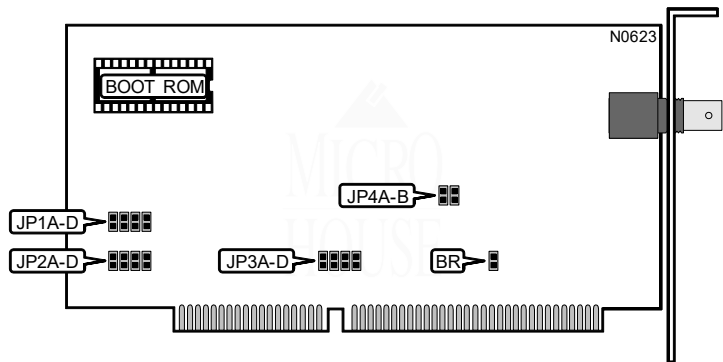 N0623
BOOT ROM
MICRO
HOUSE
JP4A-B
JP1A-D
JP2A-D
JP3A-D
BR